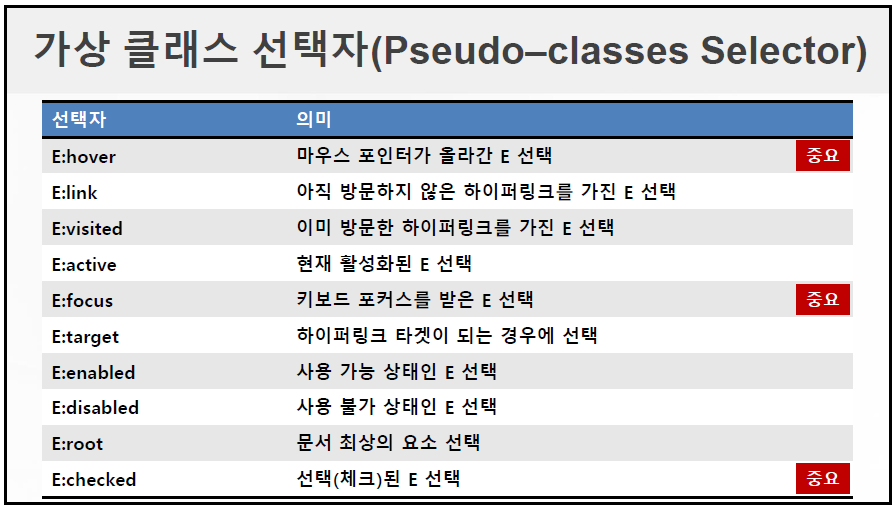 가상 클래스 선택자(Pseudo–classes Selector)
선택자 의미
E:hover 마우스 포인터가 올라간 E 선택 중요
E:link 아직 방문하지 않은 하이퍼링크를 가진 E 선택
E:visited 이미 방문한 하이퍼링크를 가진 E 선택
E:active 현재 활성화된 E 선택
E:focus 키보드 포커스를 받은 E 선택 중요
E:target 하이퍼링크 타겟이 되는 경우에 선택
E:enabled 사용 가능 상태인 E 선택
E:disabled 사용 불가 상태인 E 선택
E:root 문서 최상의 요소 선택
E:checked 선택(체크)된 E 선택 중요